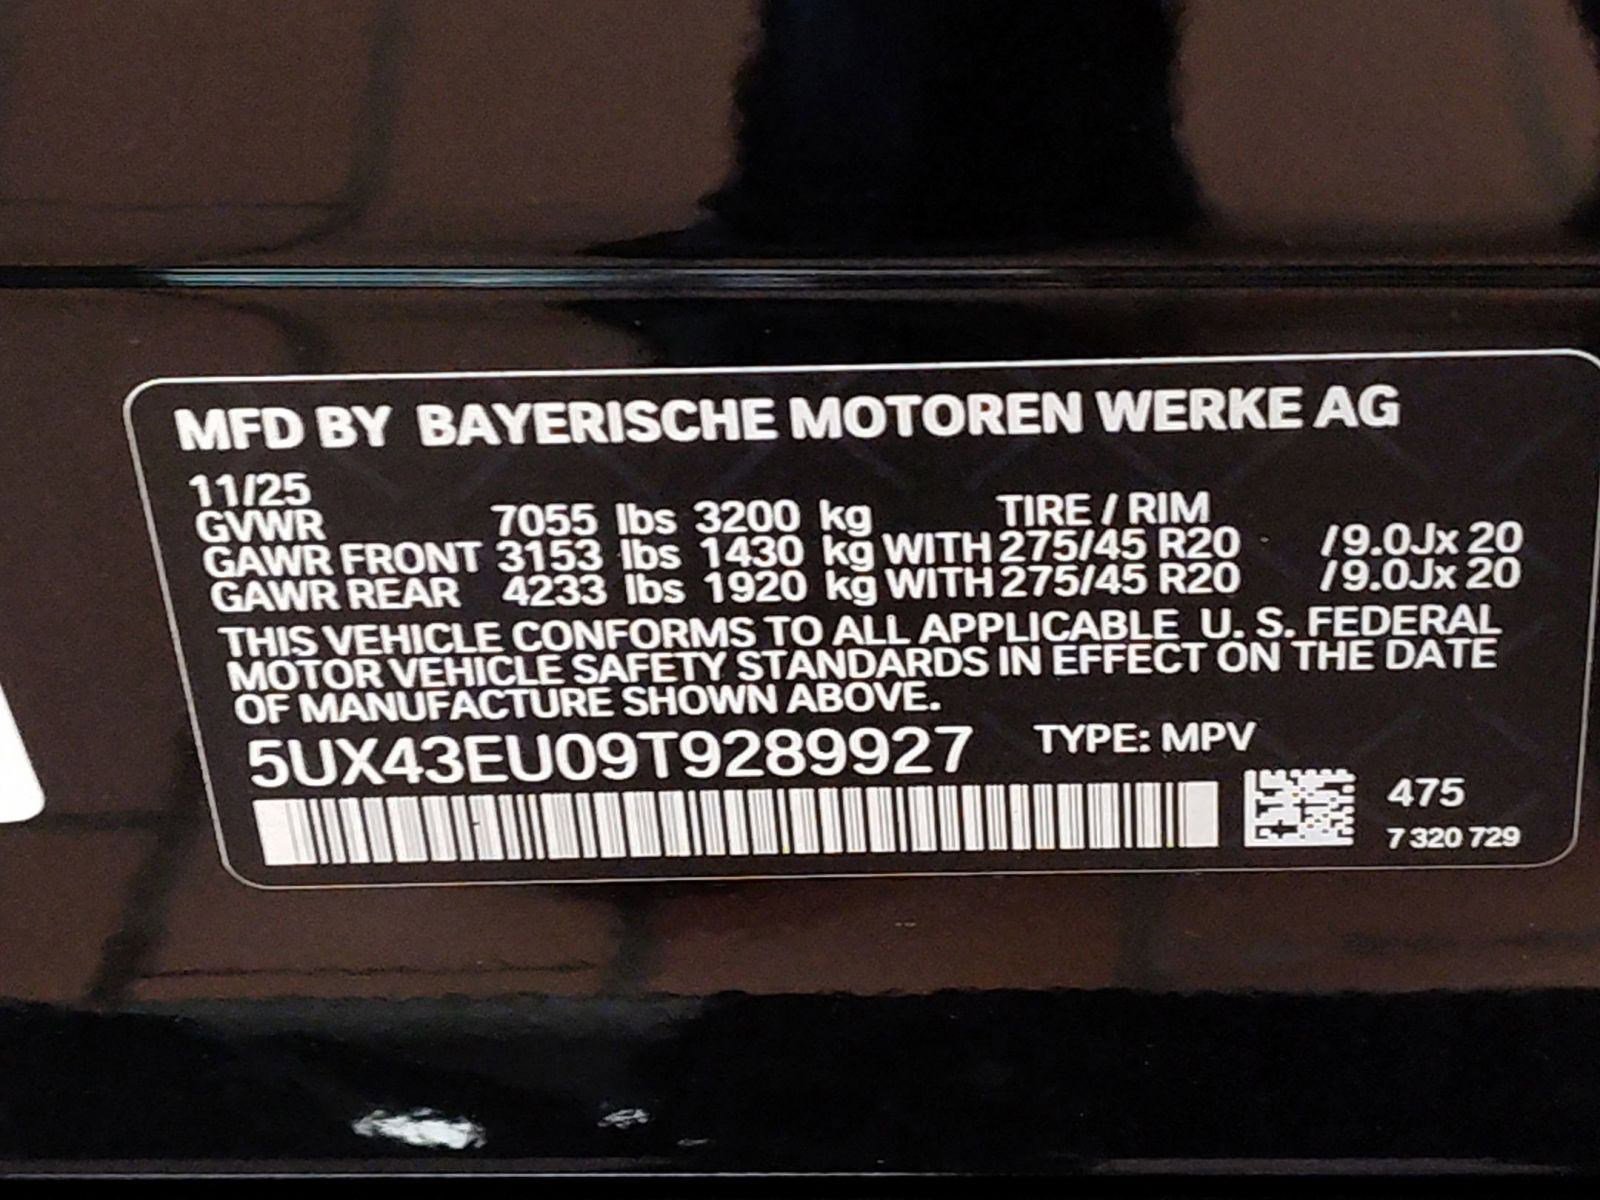 MFD BY BAYERISCHE MOTOREN WERKE AG
11/25
GVWR 7055 lbs 3200 kg TIRE / RIM
GAWR FRONT 3153 lbs 1430 kg WITH 275/45 R20 /9.0Jx 20
GAWR REAR 4233 lbs 1920 kg WITH 275/45 R20 /9.0Jx 20
THIS VEHICLE CONFORMS TO ALL APPLICABLE U. S. FEDERAL
MOTOR VEHICLE SAFETY STANDARDS IN EFFECT ON THE DATE
OF MANUFACTURE SHOWN ABOVE.
5UX43EU09T9289927 TYPE: MPV
475
7 320 729